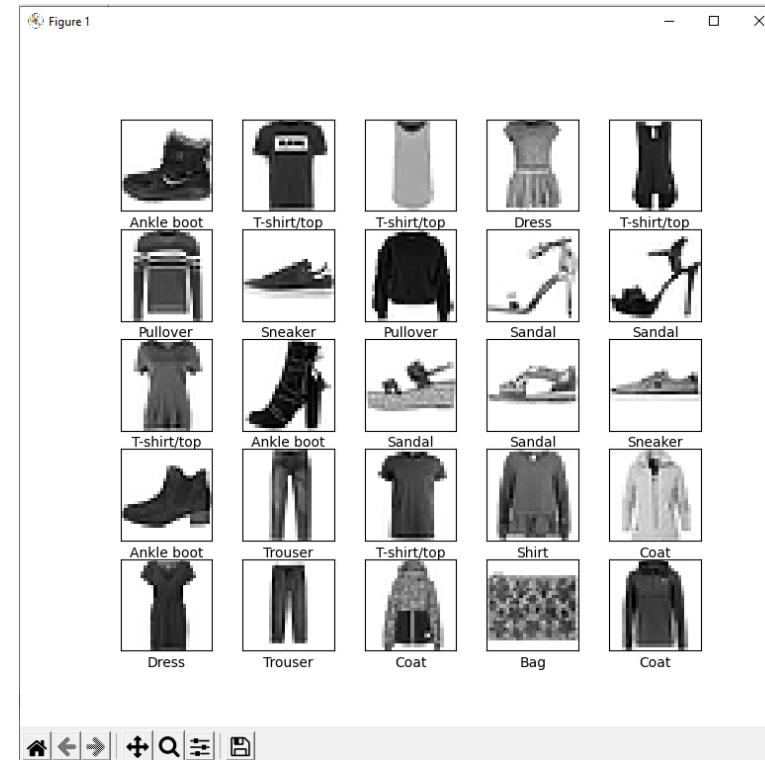 Figure 1
Ankle boot T-shirt/top T-shirt/top Dress T-shirt/top
Pullover Sneaker Pullover Sandal Sandal
T-shirt/top Ankle boot Sandal Sandal Sneaker
Ankle boot Trouser T-shirt/top Shirt Coat
Dress Trouser Coat Bag Coat